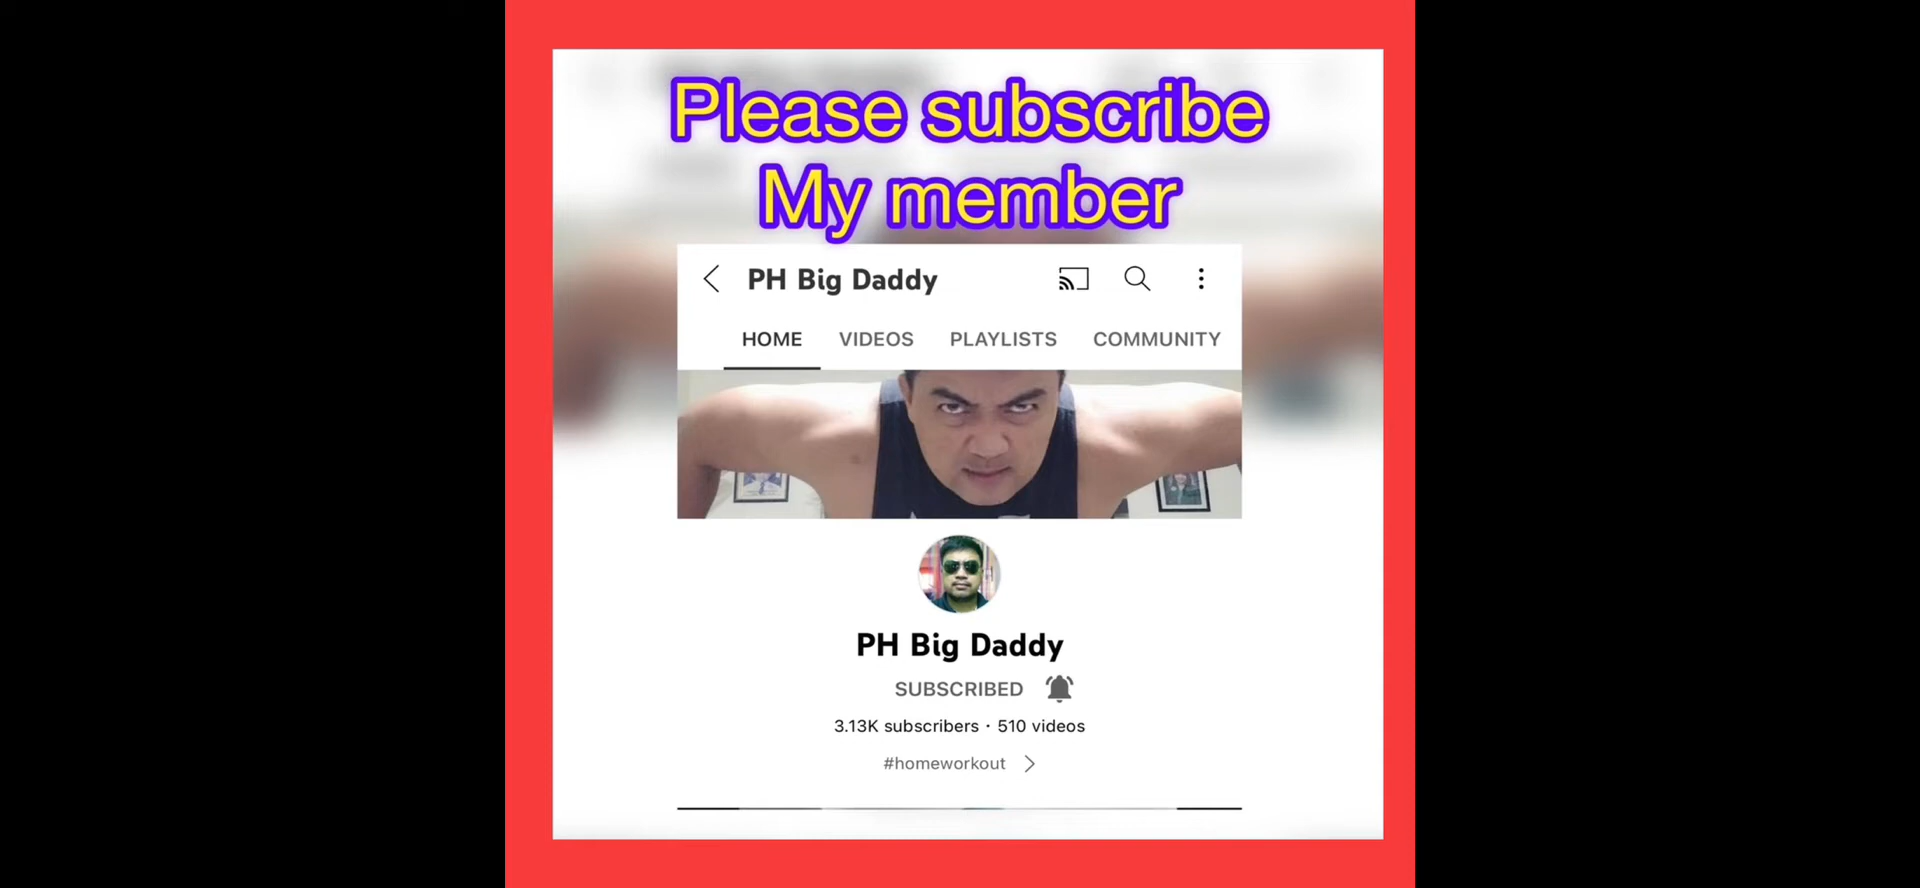 Please subscribe
My member
PH Big Daddy
HOME VIDEOS PLAYLISTS COMMUNITY
PH Big Daddy
SUBSCRIBED
3.13K subscribers · 510 videos
#homeworkout